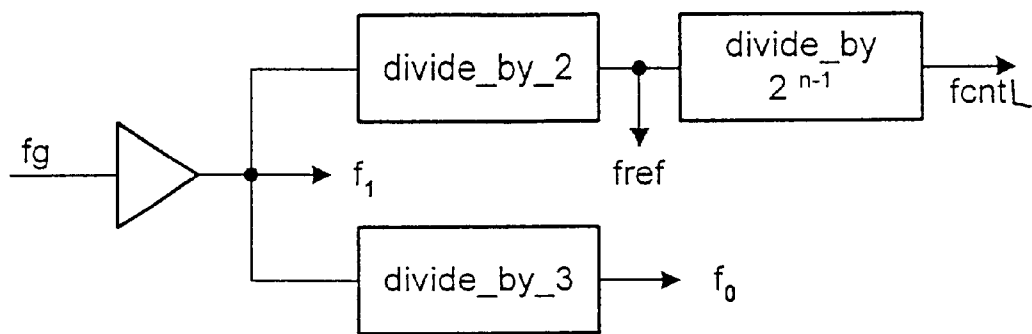 divide_by_2
divide_by
2 n-1
fcntL
fg
f1
fref
divide_by_3
f0